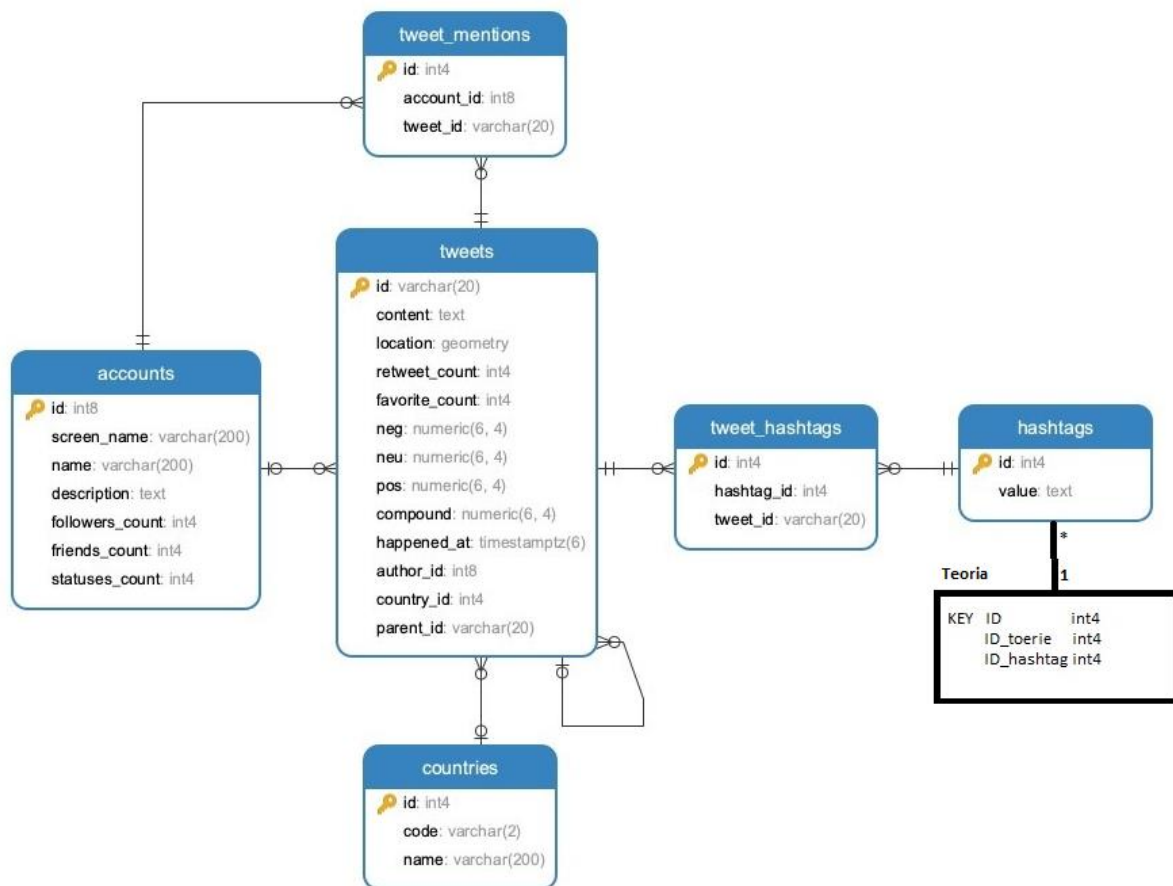 tweet_mentions
id: int4
account_id: int8
tweet_id: varchar(20)
tweets
id: varchar(20)
content: text
location: geometry
retweet_count: int4
favorite_count: int4
neg: numeric(6, 4)
neu: numeric(6, 4)
pos: numeric(6, 4)
compound: numeric(6, 4)
happened_at: timestamptz(6)
author_id: int8
country_id: int4
parent_id: varchar(20)
accounts
id: int8
screen_name: varchar(200)
name: varchar(200)
description: text
followers_count: int4
friends_count: int4
statuses_count: int4
tweet_hashtags
id: int4
hashtag_id: int4
tweet_id: varchar(20)
hashtags
id: int4
value: text
*
Teoria 1
KEY ID int4
ID_toerie int4
ID_hashtag int4
countries
id: int4
code: varchar(2)
name: varchar(200)